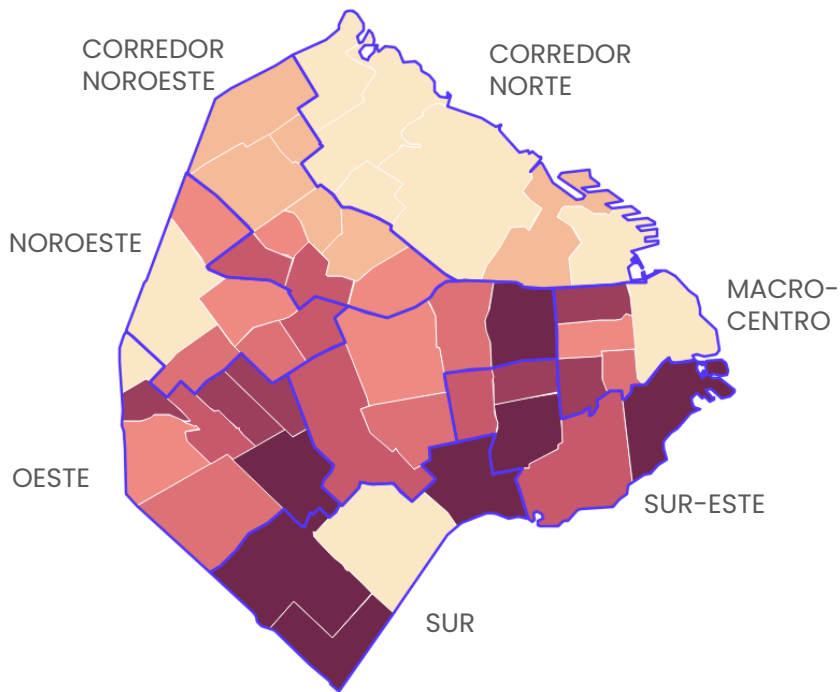 CORREDOR
NOROESTE
CORREDOR
NORTE
NOROESTE
MACRO-
CENTRO
OESTE
SUR-ESTE
SUR